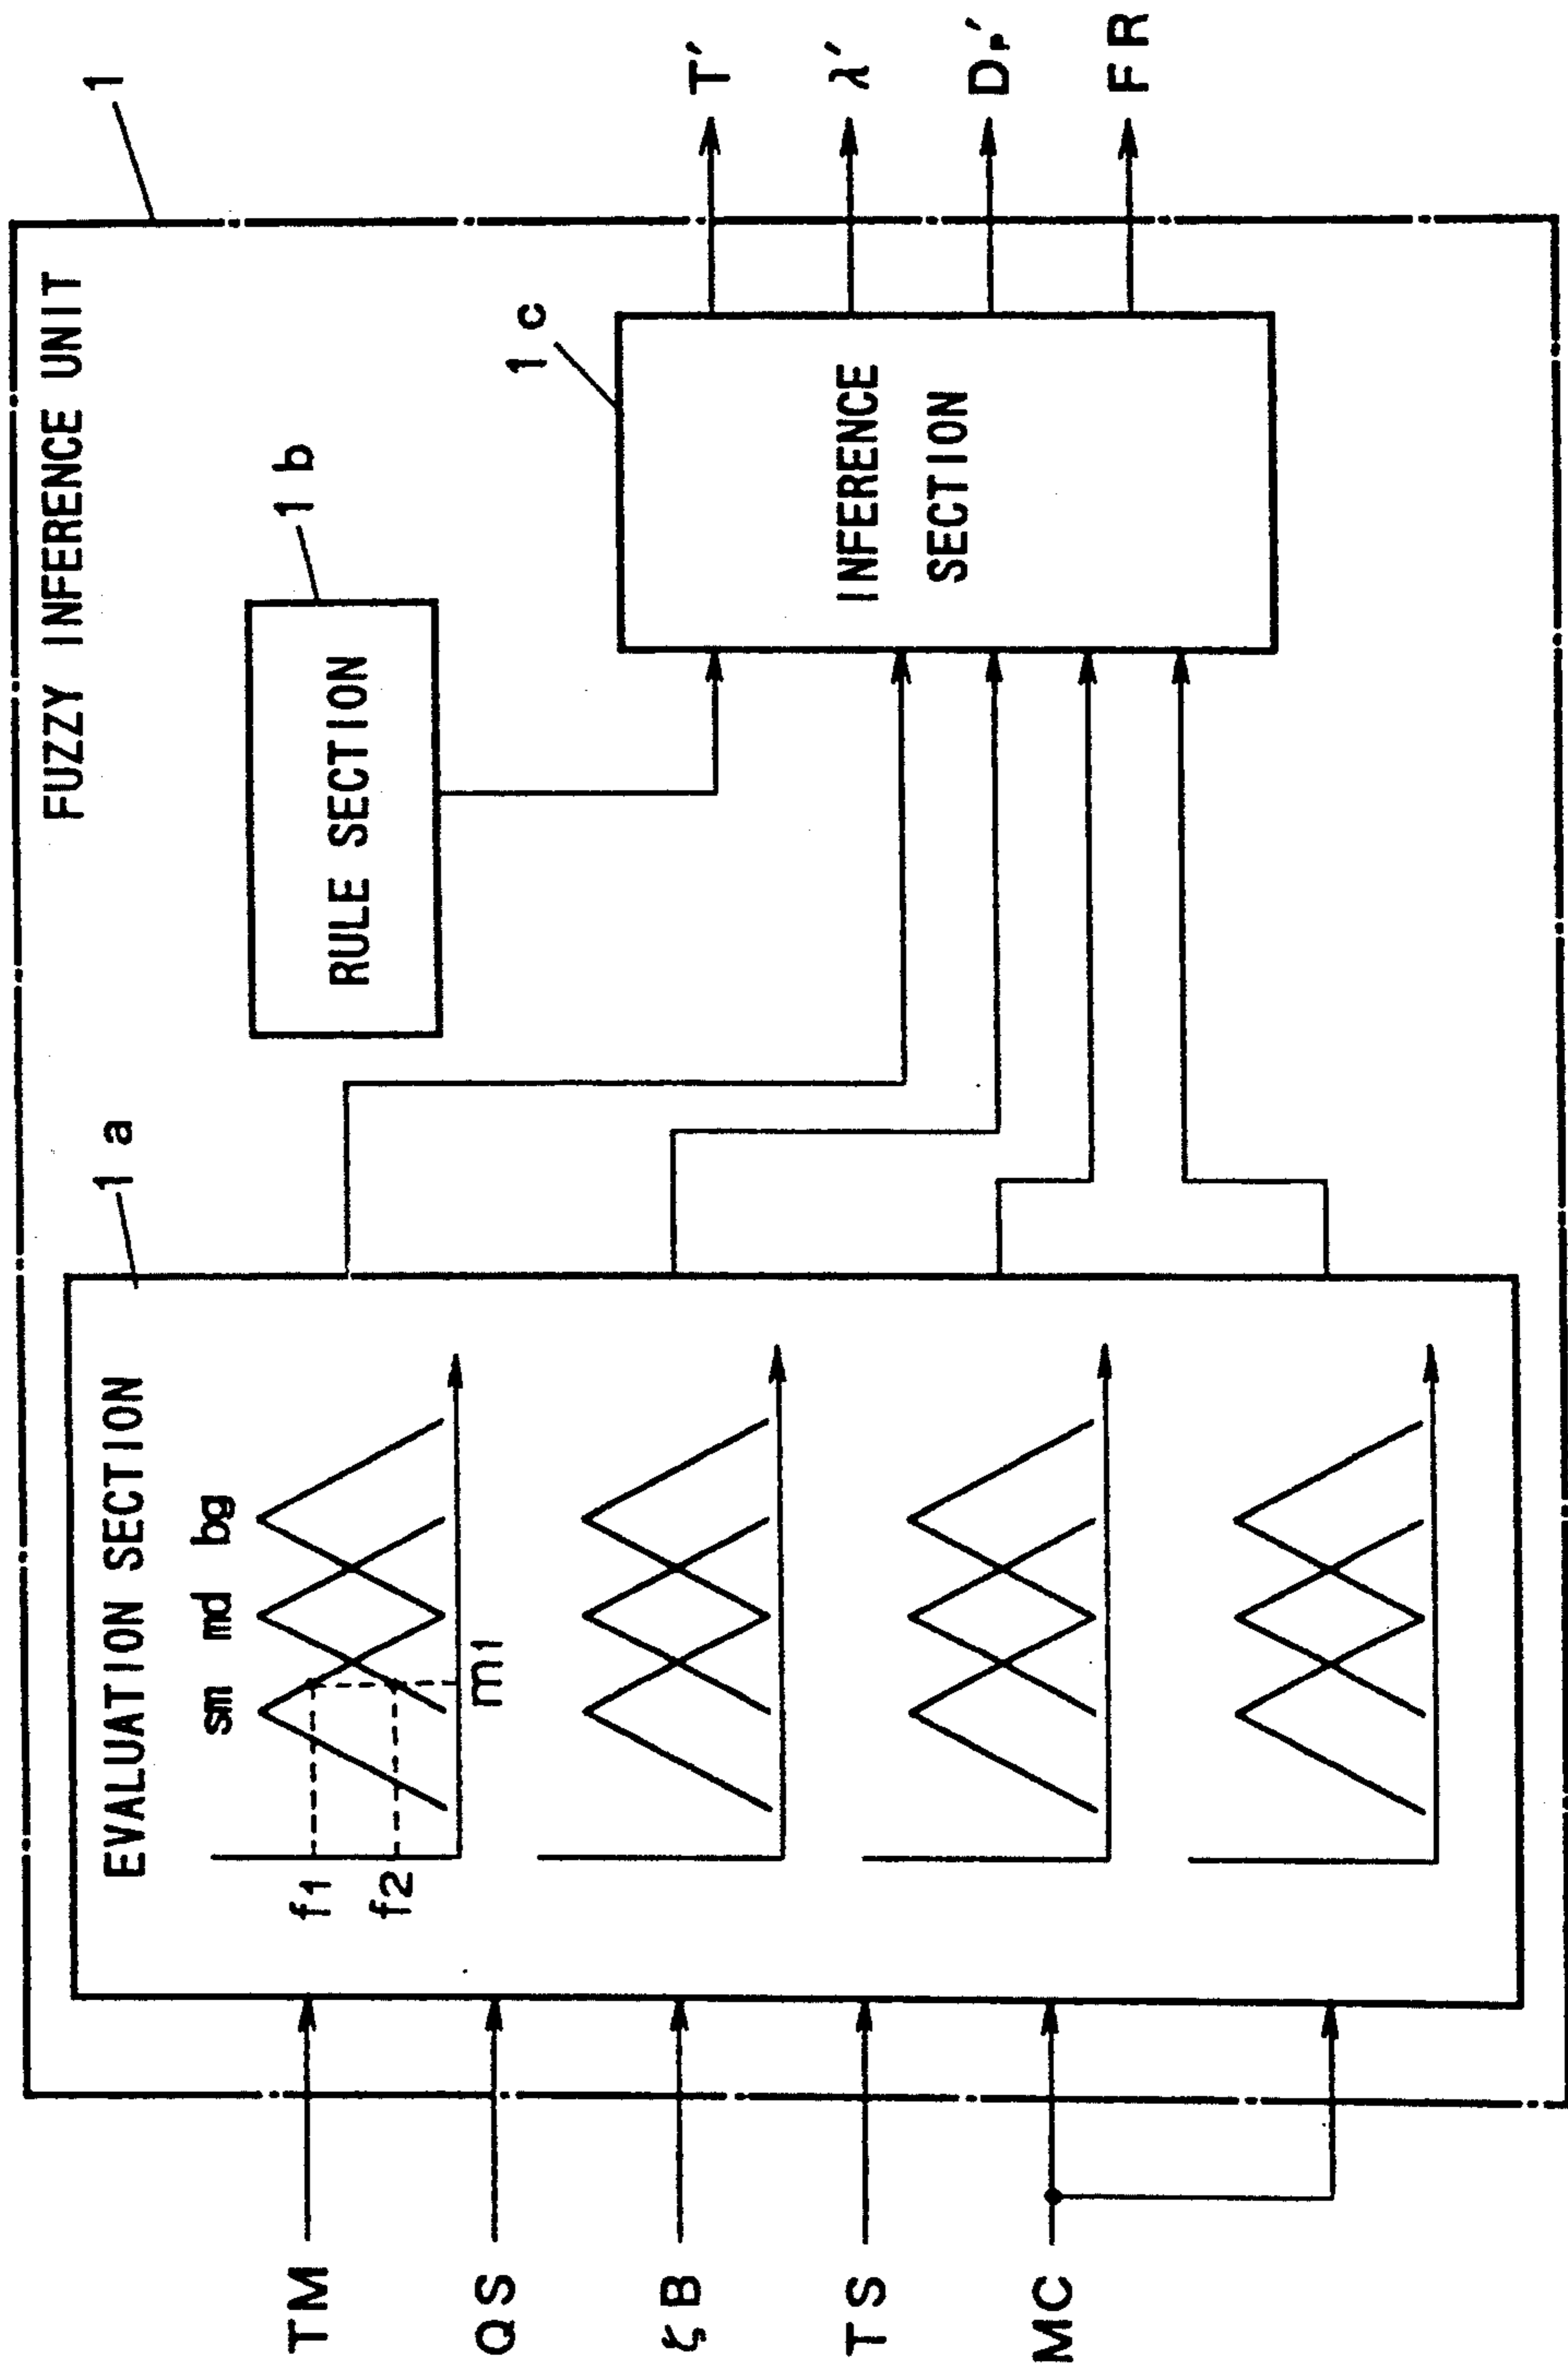 1
FUZZY INFERENCE UNIT
1a
EVALUATION SECTION
sm md bg
f1
f2
m1
1b
RULE SECTION
1c
INFERENCE
SECTION
TM
QS
ζB
TS
MC
T′
λ′
Dr′
FR